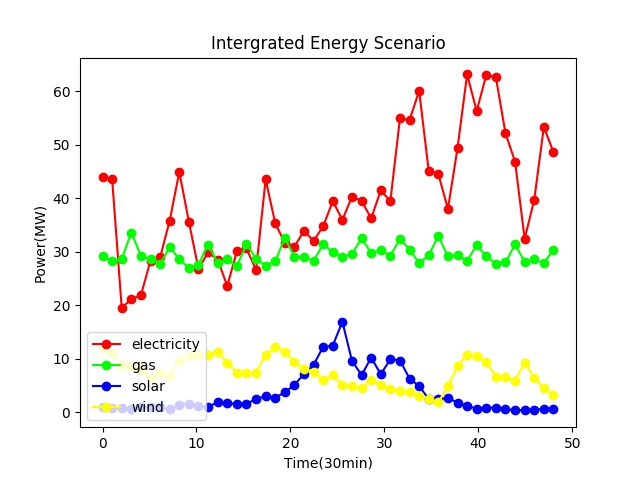 Intergrated Energy Scenario
Power(MW)
60
50
40
30
20
10
0
electricity
gas
solar
wind
0 10 20 30 40 50
Time(30min)